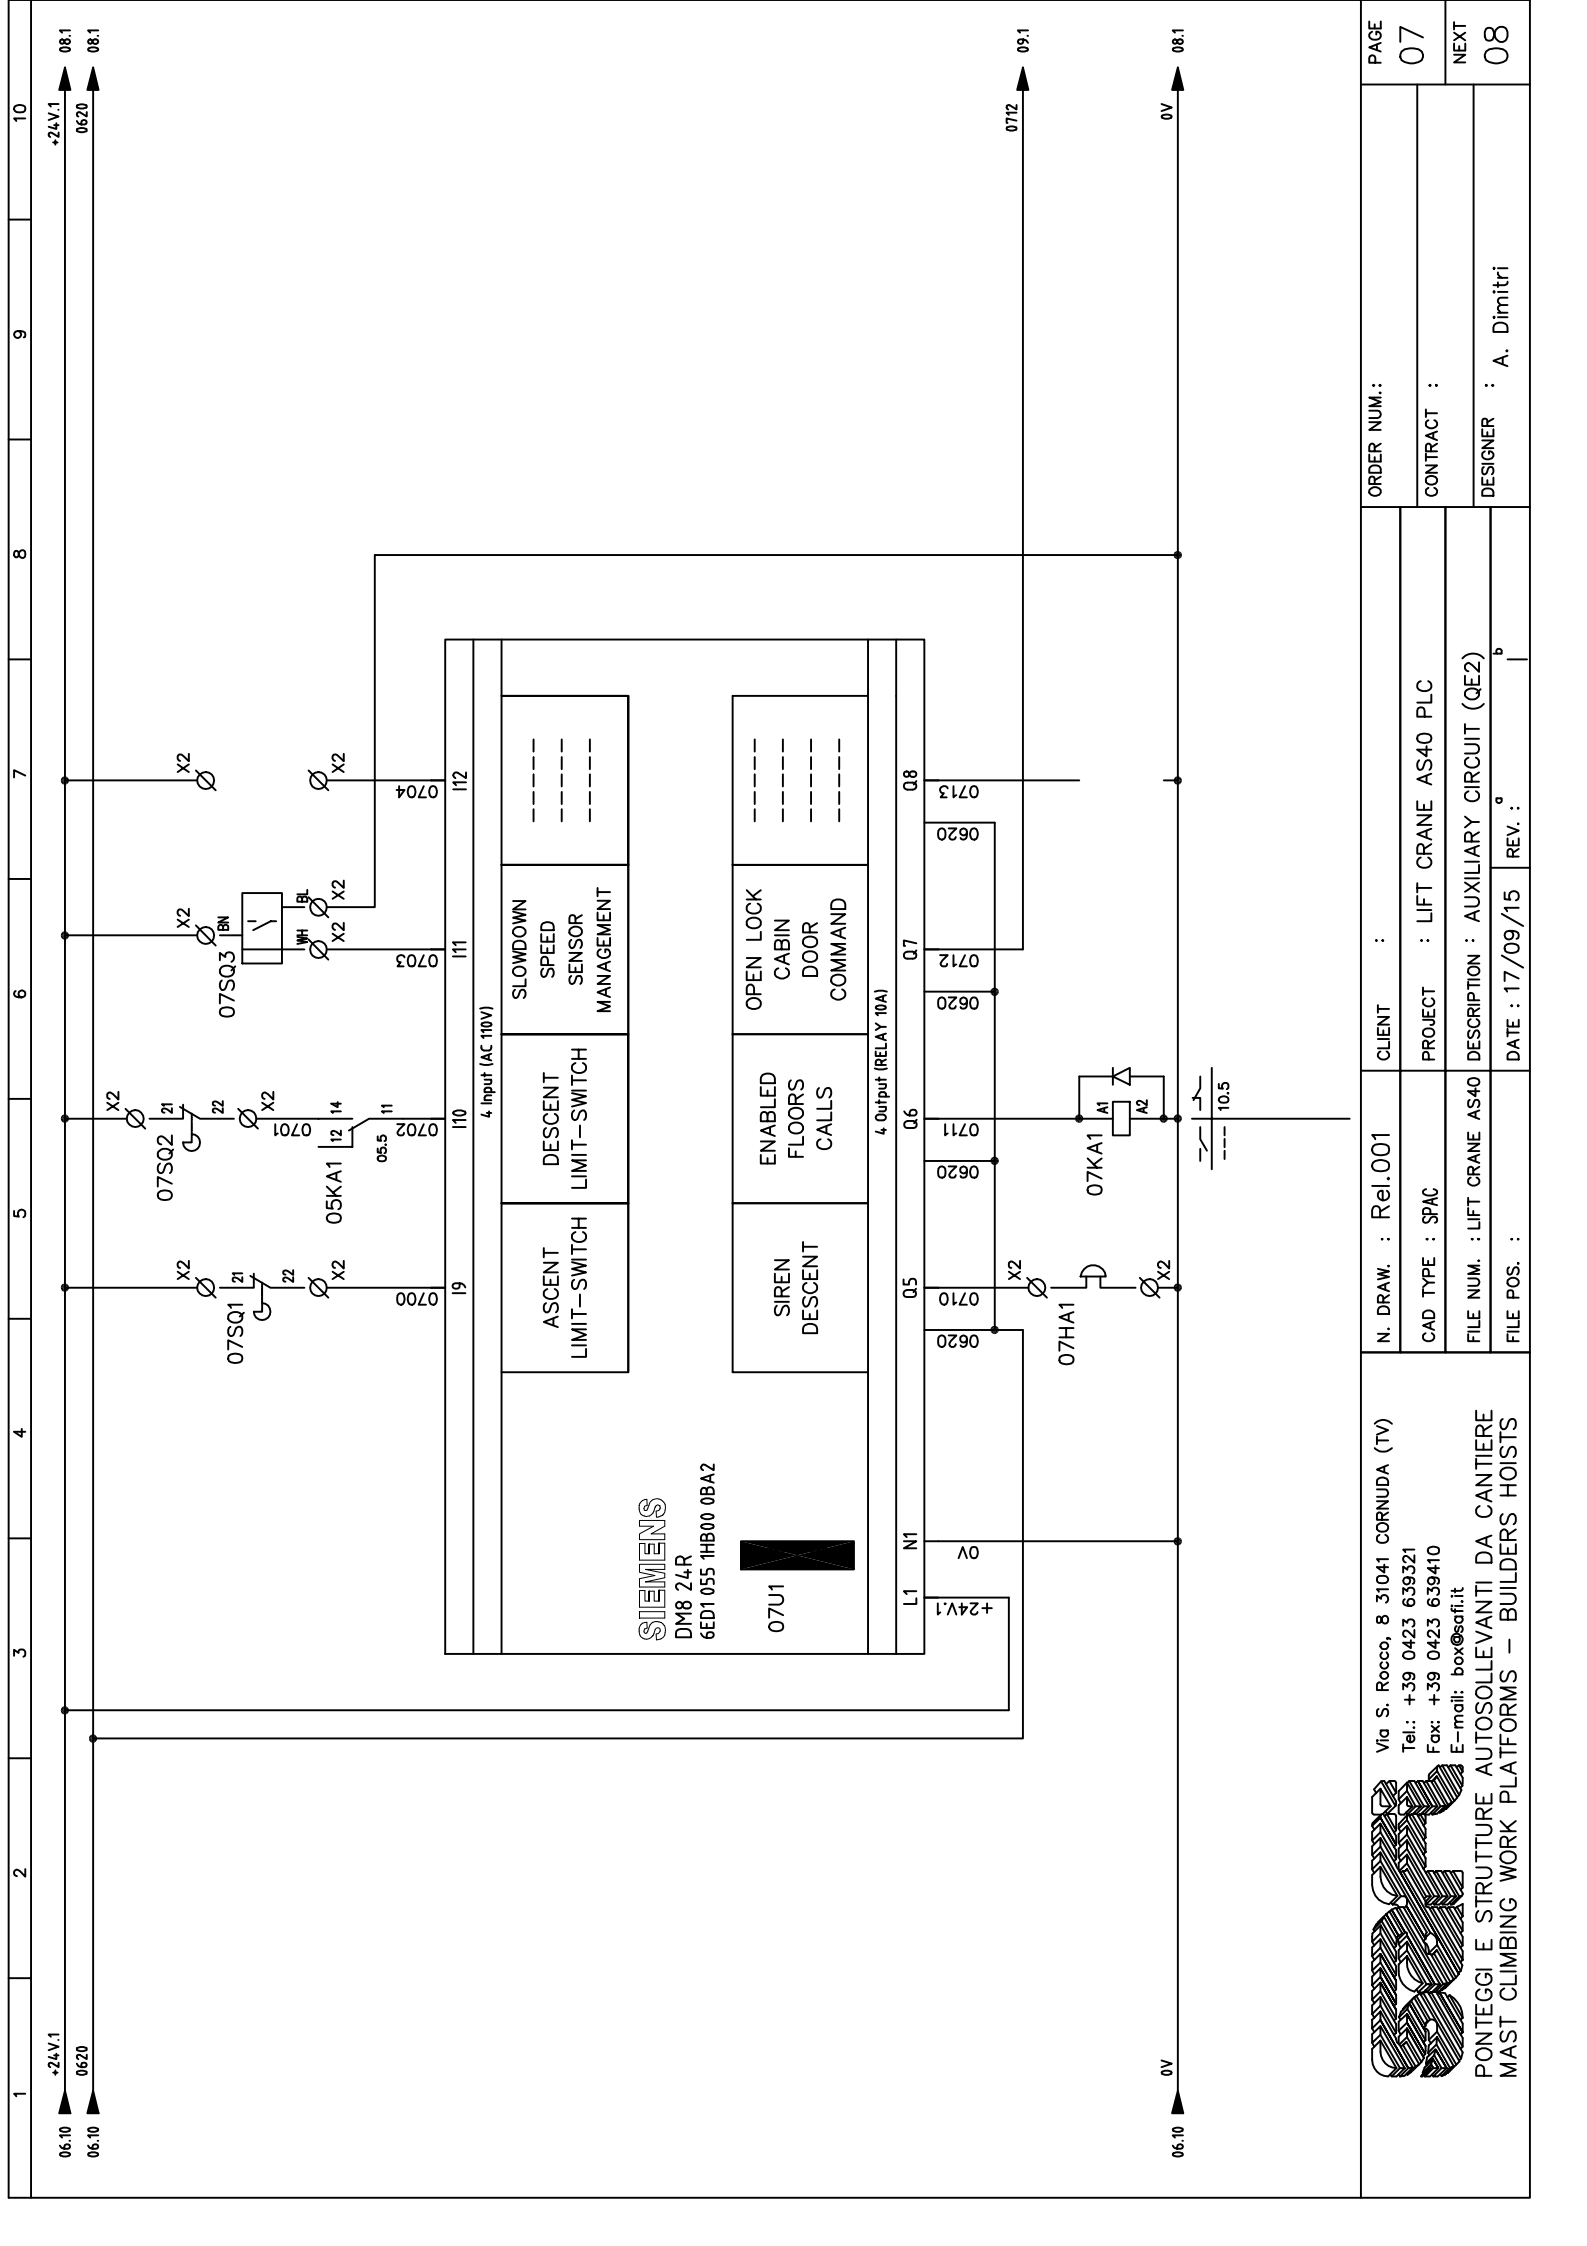 1 2 3 4 5 6 7 8 9 10
06.10 +24V.1 +24V.1 08.1
06.10 0620 0620 08.1
X2 X2 X2 X2
07SQ1 21 22 X2
07SQ2 21 22 X2
0701
05KA1 12 14 11
05.5
07SQ3 BN WH BL
X2 X2 X2
0700 0702 0703 0704
I9 I10 I11 I12
4 Input (AC 110V)
ASCENT
LIMIT-SWITCH
DESCENT
LIMIT-SWITCH
SLOWDOWN
SPEED
SENSOR
MANAGEMENT
SIEMENS
DM8 24R
6ED1 055 1HB00 0BA2
07U1
SIREN
DESCENT
ENABLED
FLOORS
CALLS
OPEN LOCK
CABIN
DOOR
COMMAND
4 Output (RELAY 10A)
L1 N1 Q5 Q6 Q7 Q8
+24V.1 0V 0620 0710 0620 0711 0620 0712 0620 0713
0712 09.1
07HA1 X2 X2
07KA1 A1 A2
06.10 0V 0V 08.1
10.5
Via S. Rocco, 8 31041 CORNUDA (TV)
Tel.: +39 0423 639321
Fax: +39 0423 639410
E-mail: box@safi.it
safi
PONTEGGI E STRUTTURE AUTOSOLLEVANTI DA CANTIERE
MAST CLIMBING WORK PLATFORMS - BUILDERS HOISTS
N. DRAW. : Rel.001
CAD TYPE : SPAC
FILE NUM. : LIFT CRANE AS40
FILE POS. :
CLIENT :
PROJECT : LIFT CRANE AS40 PLC
DESCRIPTION : AUXILIARY CIRCUIT (QE2)
DATE : 17/09/15 REV. : a b
ORDER NUM.:
CONTRACT :
DESIGNER : A. Dimitri
PAGE
07
NEXT
08